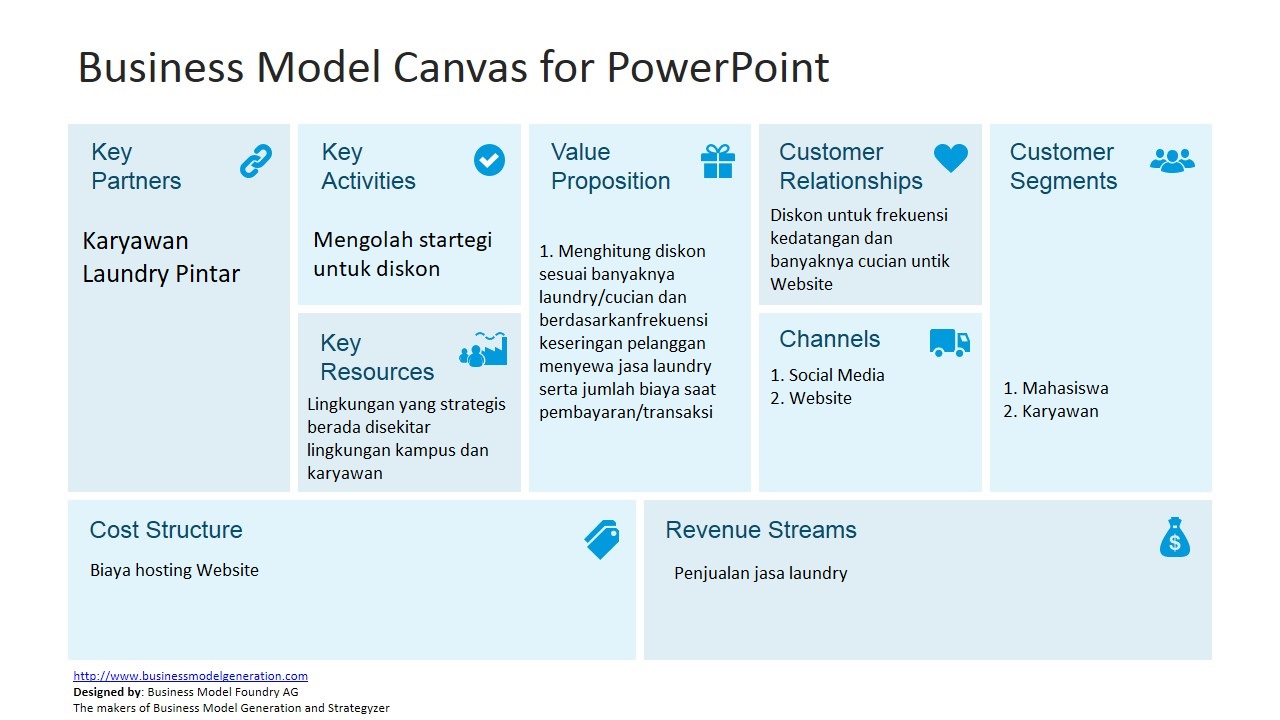 Business Model Canvas for PowerPoint
Key
Partners
Karyawan
Laundry Pintar
Key
Activities
Mengolah startegi
untuk diskon
Key
Resources
Lingkungan yang strategis
berada disekitar
lingkungan kampus dan
karyawan
Value
Proposition
1. Menghitung diskon
sesuai banyaknya
laundry/cucian dan
berdasarkanfrekuensi
keseringan pelanggan
menyewa jasa laundry
serta jumlah biaya saat
pembayaran/transaksi
Customer
Relationships
Diskon untuk frekuensi
kedatangan dan
banyaknya cucian untik
Website
Channels
1. Social Media
2. Website
Customer
Segments
1. Mahasiswa
2. Karyawan
Cost Structure
Biaya hosting Website
Revenue Streams
$
Penjualan jasa laundry
http://www.businessmodelgeneration.com
Designed by: Business Model Foundry AG
The makers of Business Model Generation and Strategyzer